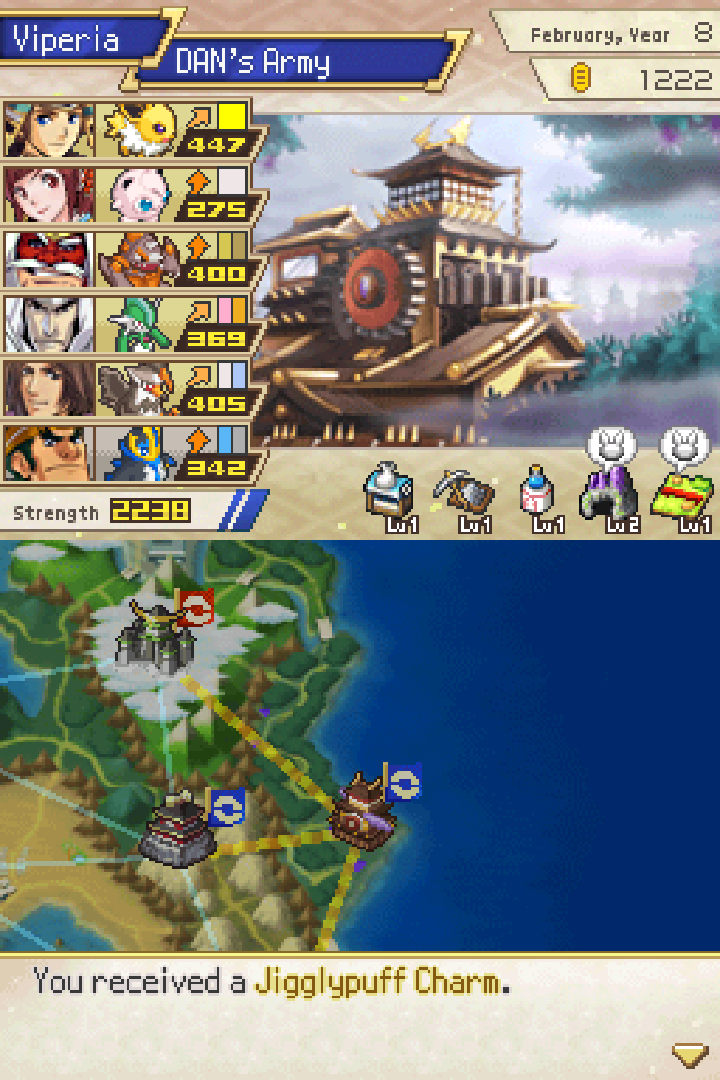 Viperia
DAN's Army
February, Year 8
1222
447
275
400
369
405
342
Strength 2238
Lv1
Lv1
Lv1
Lv2
Lv1
You received a Jigglypuff Charm.